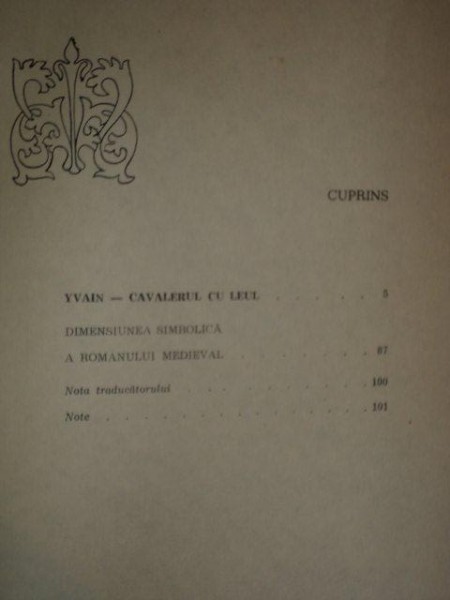 CUPRINS
YVAIN — CAVALERUL CU LEUL . . . . . 5
DIMENSIUNEA SIMBOLICĂ
A ROMANULUI MEDIEVAL . . . . . . 87
Nota traducătorului . . . . . . . . 100
Note . . . . . . . . . . . . 101